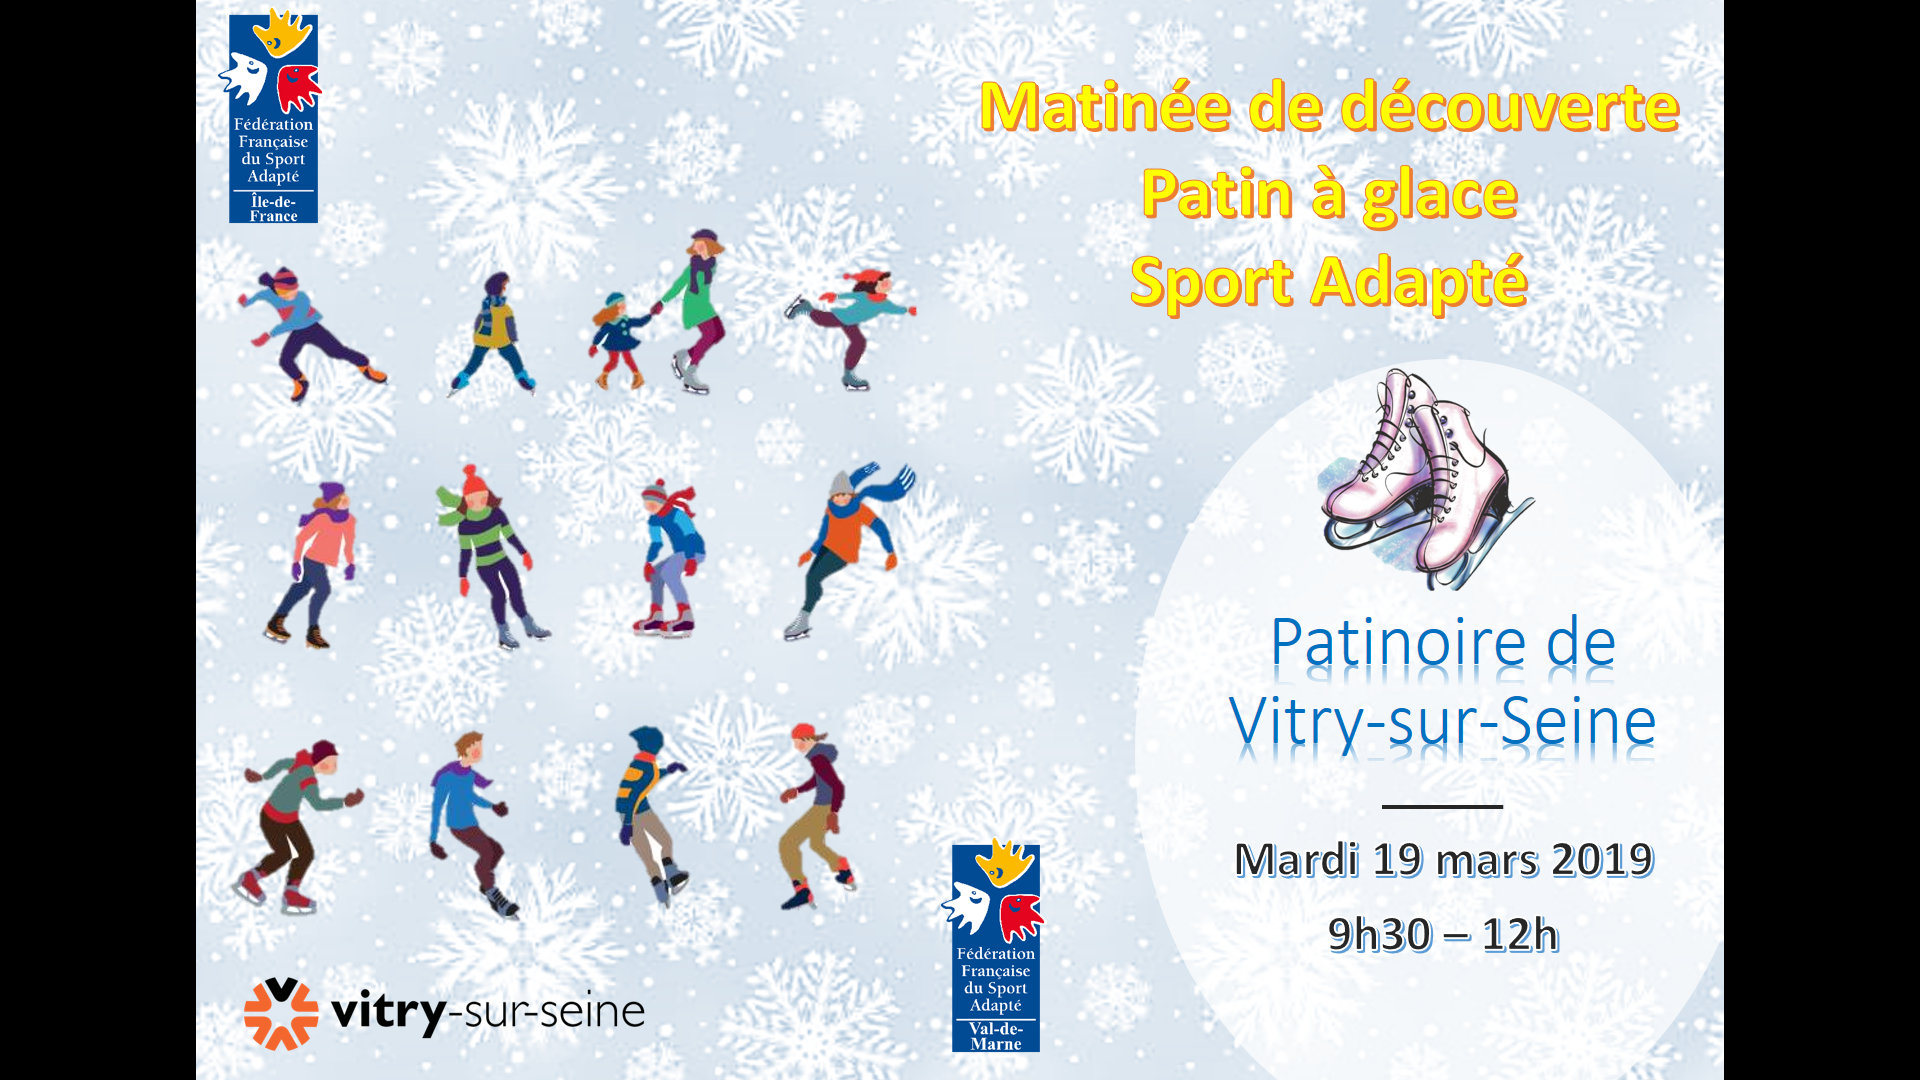 Fédération
Française
du Sport
Adapté
Île-de-
France
Matinée de découverte
Patin à glace
Sport Adapté
Patinoire de
Vitry-sur-Seine
Mardi 19 mars 2019
9h30 – 12h
Fédération
Française
du Sport
Adapté
Val-de-
Marne
vitry-sur-seine